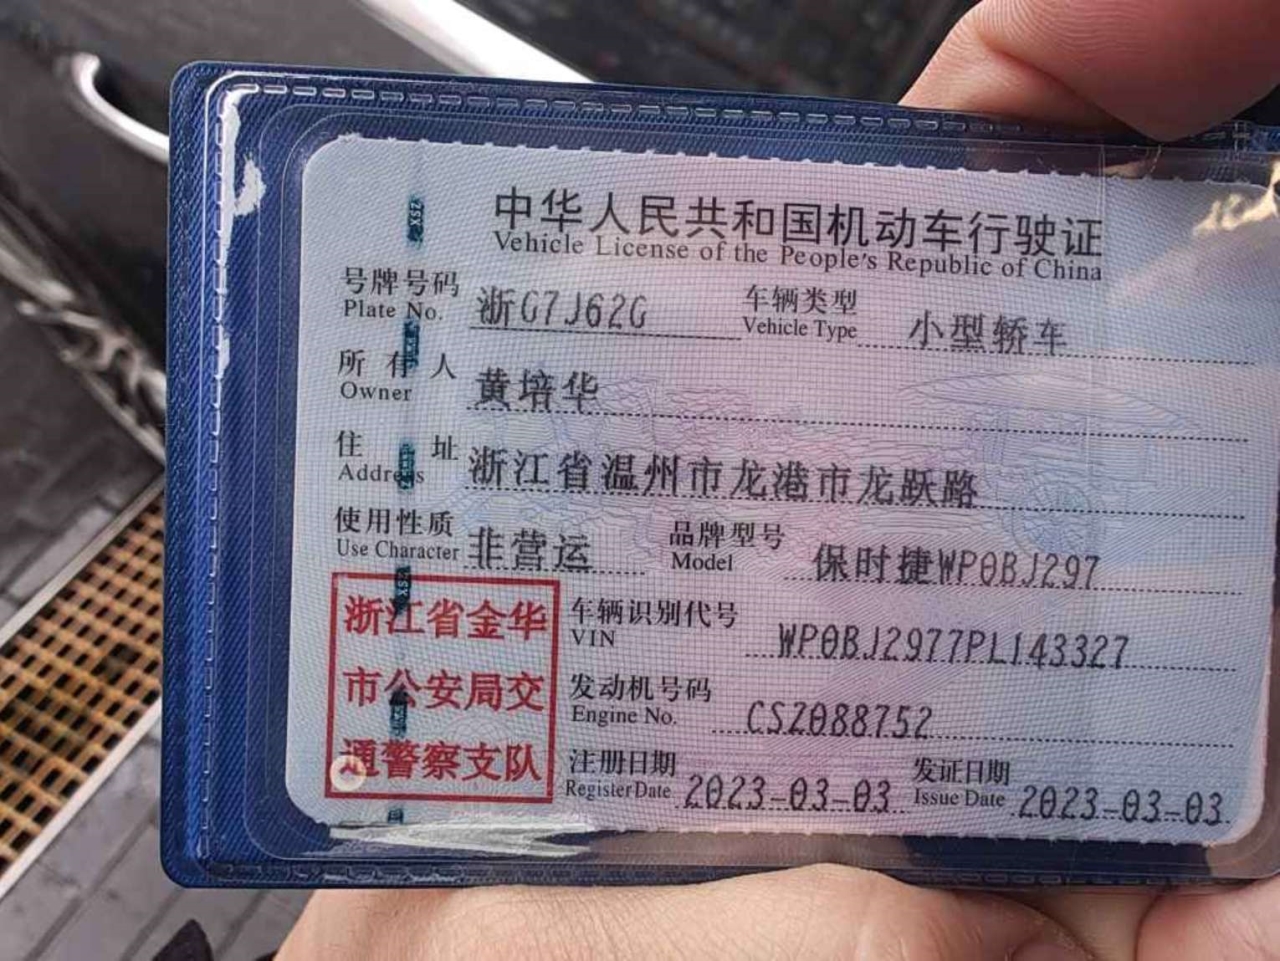 中华人民共和国机动车行驶证
Vehicle License of the People's Republic of China
号牌号码 浙G7J62G 车辆类型 小型轿车
Plate No. Vehicle Type
所有人 黄培华
Owner
住址 浙江省温州市龙港市龙跃路
Address
使用性质 非营运 品牌型号 保时捷WP0BJ297
Use Character Model
浙江省金华
市公安局交
通警察支队
车辆识别代号 WP0BJ2977PL143327
VIN
发动机号码 CSZ088752
Engine No.
注册日期 2023-03-03 发证日期 2023-03-03
Register Date Issue Date